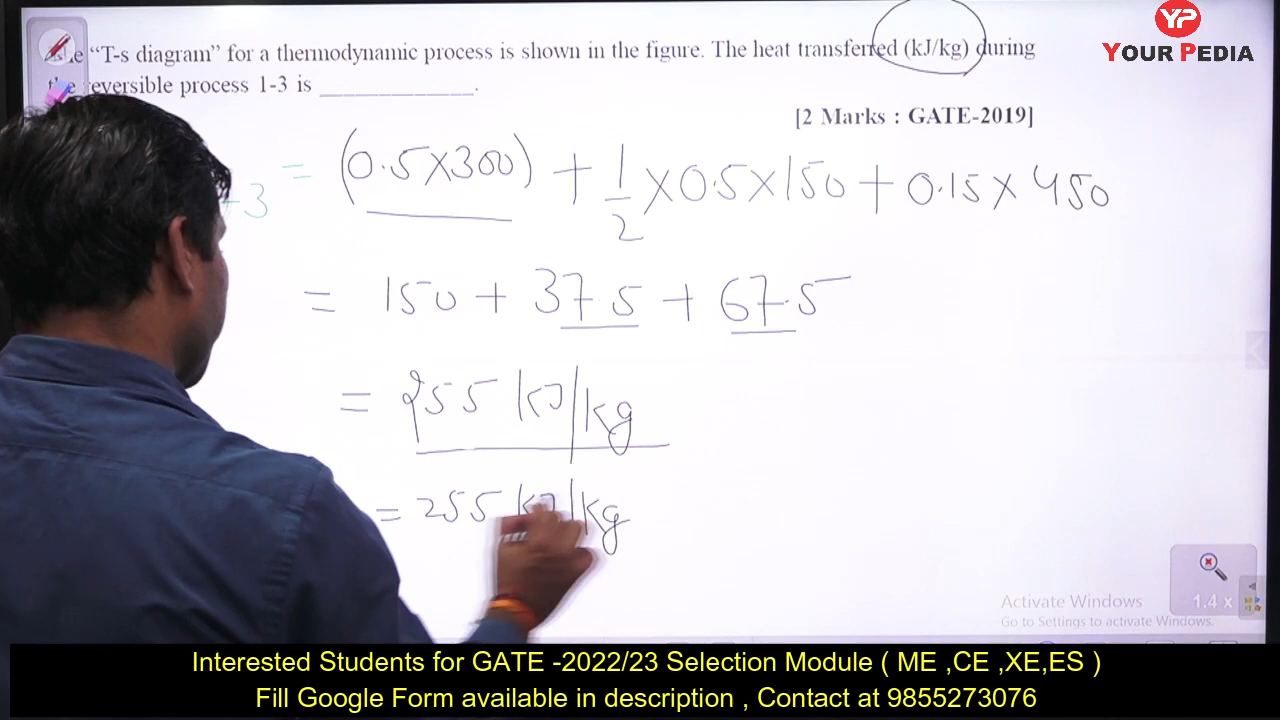 YP
YOUR PEDIA
"T-s diagram" for a thermodynamic process is shown in the figure. The heat transferred (kJ/kg) during
the reversible process 1-3 is ____________.
[2 Marks : GATE-2019]
-3 = (0.5×300) + 1/2 ×0.5×150+0.15×450
= 150 + 37.5 + 67.5
= 255 kJ/kg
= 255 kJ/kg
1.4 x
Activate Windows
Go to Settings to activate Windows.
Interested Students for GATE -2022/23 Selection Module ( ME ,CE ,XE,ES )
Fill Google Form available in description , Contact at 9855273076